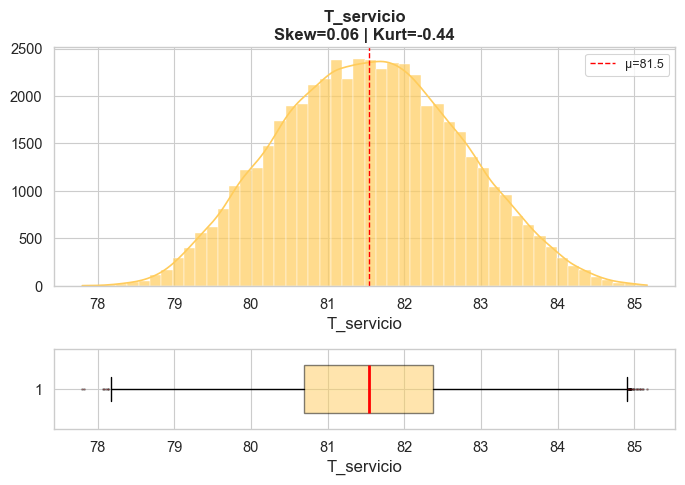 T_servicio
Skew=0.06 | Kurt=-0.44
μ=81.5
2500
2000
1500
1000
500
0
78 79 80 81 82 83 84 85
T_servicio
1
78 79 80 81 82 83 84 85
T_servicio